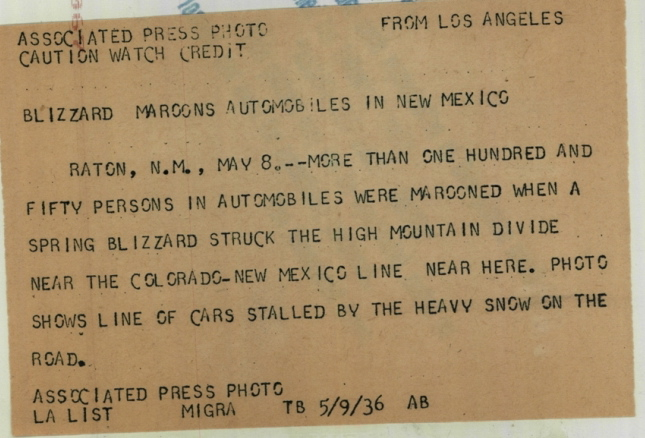 ASSOCIATED PRESS PHOTO FROM LOS ANGELES
CAUTION WATCH CREDIT
BLIZZARD MAROONS AUTOMOBILES IN NEW MEXICO
RATON, N.M., MAY 8.--MORE THAN ONE HUNDRED AND
FIFTY PERSONS IN AUTOMOBILES WERE MAROONED WHEN A
SPRING BLIZZARD STRUCK THE HIGH MOUNTAIN DIVIDE
NEAR THE COLORADO-NEW MEXICO LINE NEAR HERE. PHOTO
SHOWS LINE OF CARS STALLED BY THE HEAVY SNOW ON THE
ROAD.
ASSOCIATED PRESS PHOTO
LA LIST MIGRA TB 5/9/36 AB